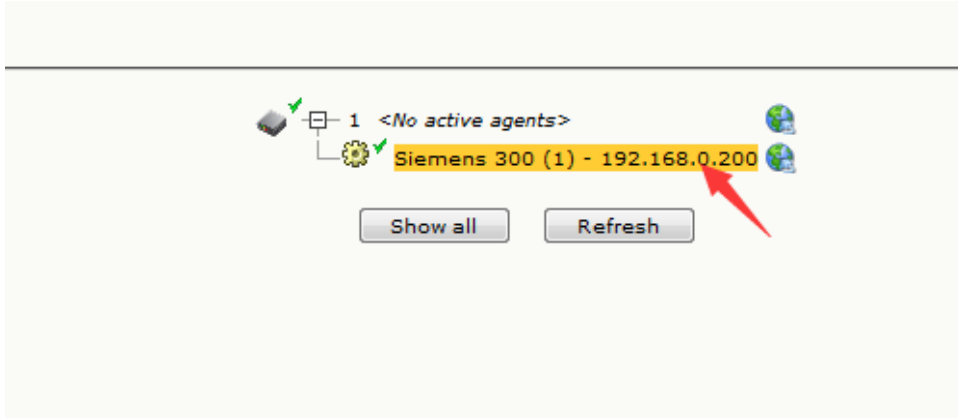 1 <No active agents>
Siemens 300 (1) - 192.168.0.200
Show all Refresh